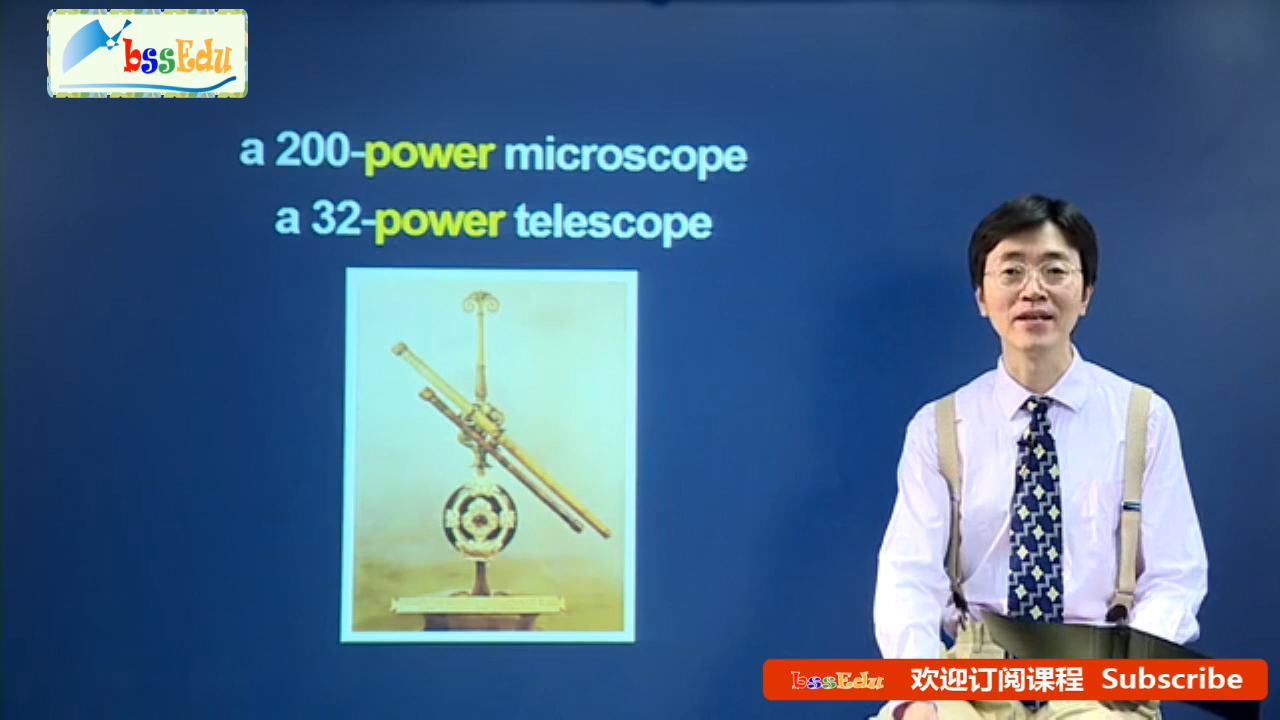 bssEdu
a 200-power microscope
a 32-power telescope
bssEdu 欢迎订阅课程 Subscribe